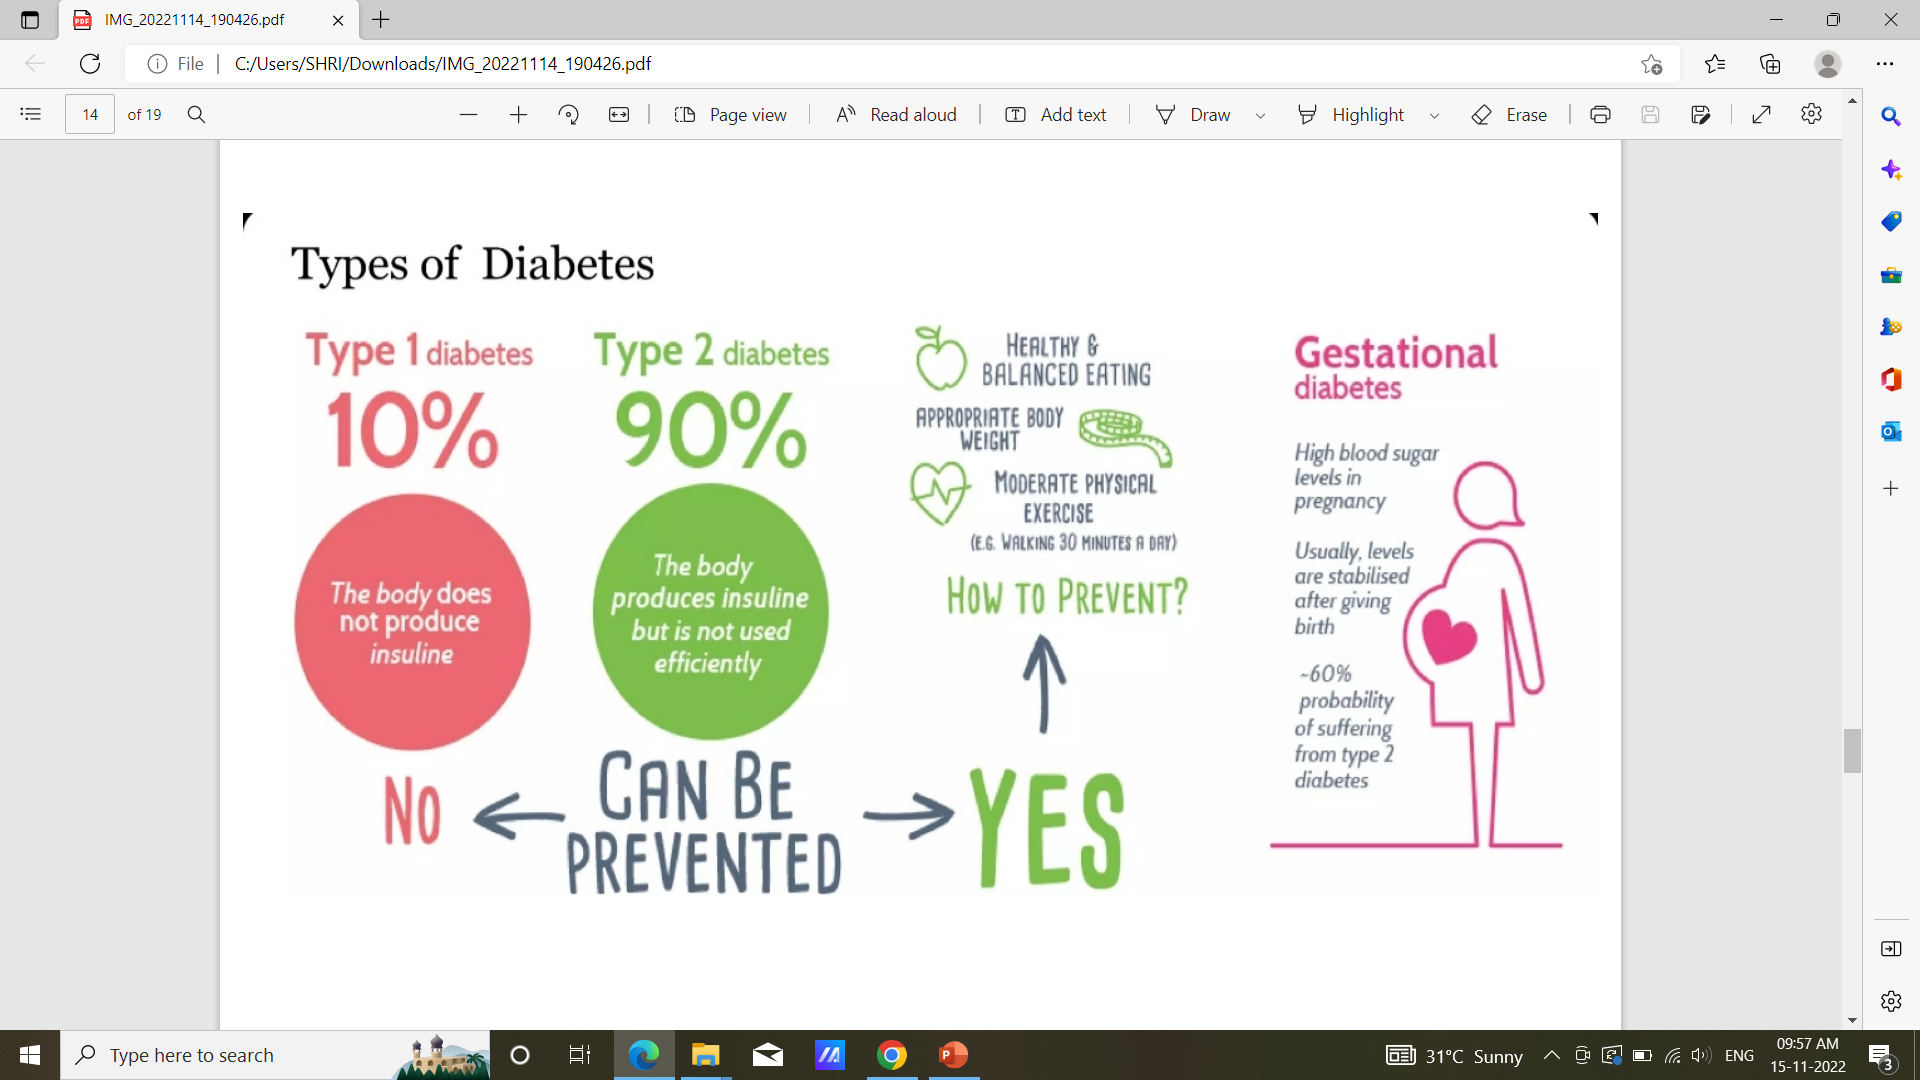 IMG_20221114_190426.pdf
File
C:/Users/SHRI/Downloads/IMG_20221114_190426.pdf
14 of 19
Page view
Read aloud
Add text
Draw
Highlight
Erase
Types of Diabetes
Type 1 diabetes
10%
The body does
not produce
insuline
Type 2 diabetes
90%
The body
produces insuline
but is not used
efficiently
HEALTHY &
BALANCED EATING
APPROPRIATE BODY
WEIGHT
MODERATE PHYSICAL
EXERCISE
(E.G. WALKING 30 MINUTES A DAY)
HOW TO PREVENT?
NO
CAN BE
PREVENTED
YES
Gestational
diabetes
High blood sugar
levels in
pregnancy
Usually, levels
are stabilised
after giving
birth
~60%
probability
of suffering
from type 2
diabetes
Type here to search
31°C Sunny
ENG
09:57 AM
15-11-2022
3